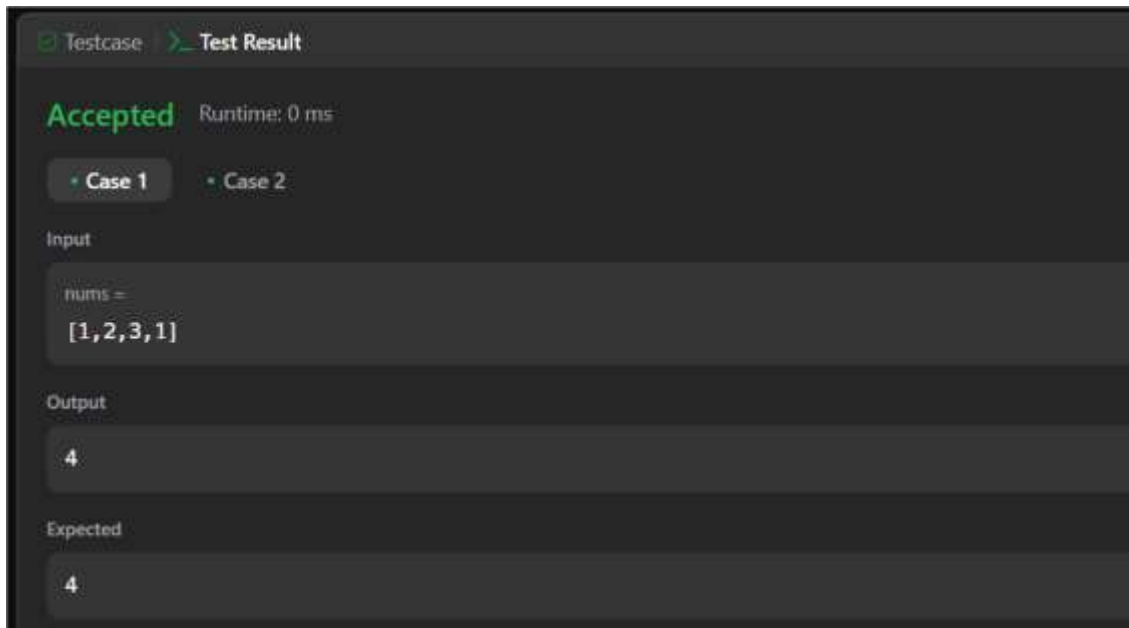 Testcase >_ Test Result
Accepted Runtime: 0 ms
• Case 1 • Case 2
Input
nums =
[1,2,3,1]
Output
4
Expected
4